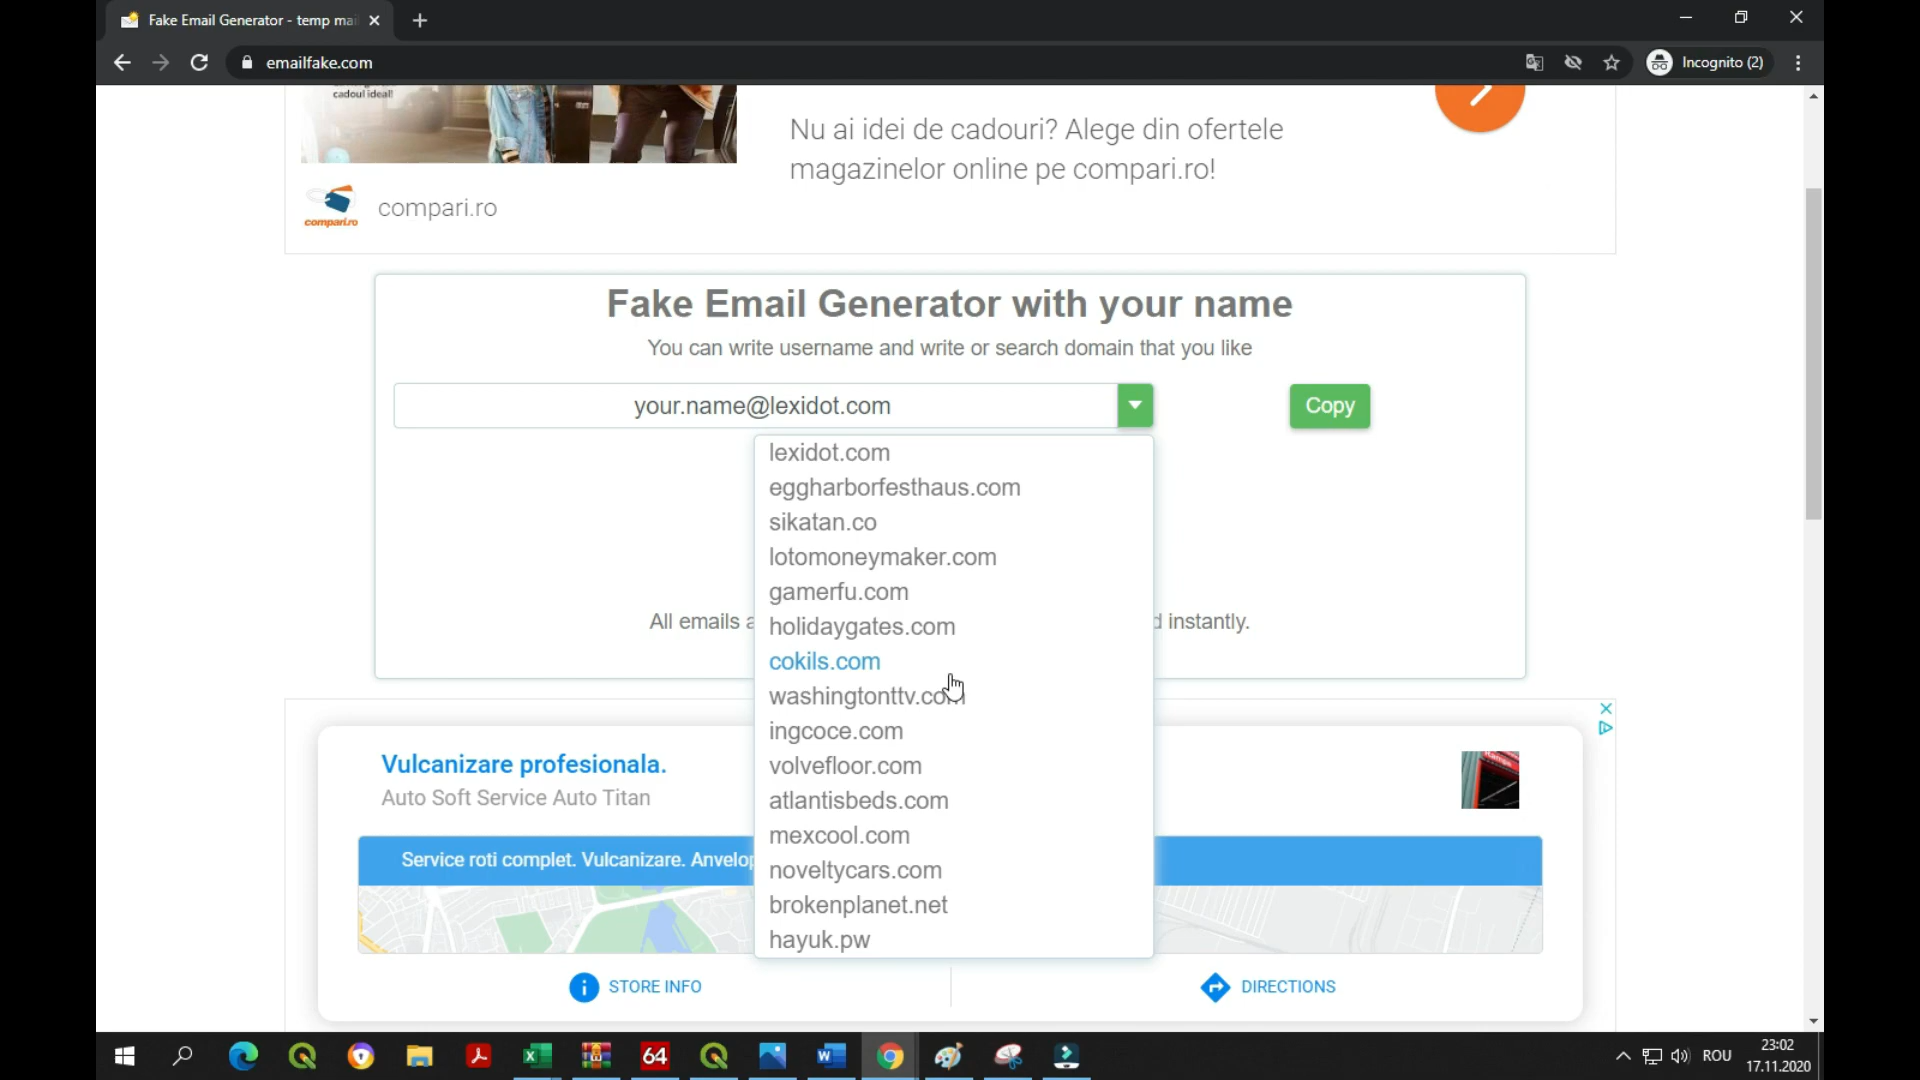 Fake Email Generator - temp mai
emailfake.com
Incognito (2)
cadoul ideal!
Nu ai idei de cadouri? Alege din ofertele
magazinelor online pe compari.ro!
compari.ro
compari.ro
Fake Email Generator with your name
You can write username and write or search domain that you like
your.name@lexidot.com
Copy
lexidot.com
eggharborfesthaus.com
sikatan.co
lotomoneymaker.com
gamerfu.com
All emails a
d instantly.
holidaygates.com
cokils.com
washingtonttv.com
ingcoce.com
volvefloor.com
atlantisbeds.com
mexcool.com
noveltycars.com
brokenplanet.net
hayuk.pw
Vulcanizare profesionala.
Auto Soft Service Auto Titan
Service roti complet. Vulcanizare. Anvelop
STORE INFO
DIRECTIONS
64
ROU
23:02
17.11.2020